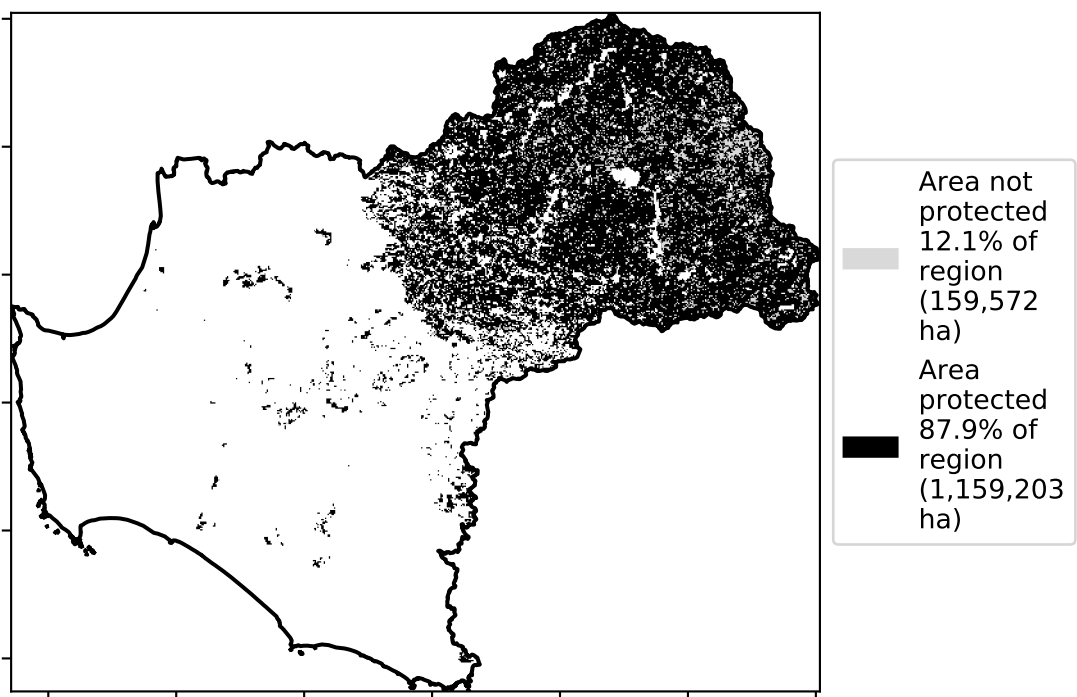 Area not
protected
12.1% of
region
(159,572
ha)
Area
protected
87.9% of
region
(1,159,203
ha)